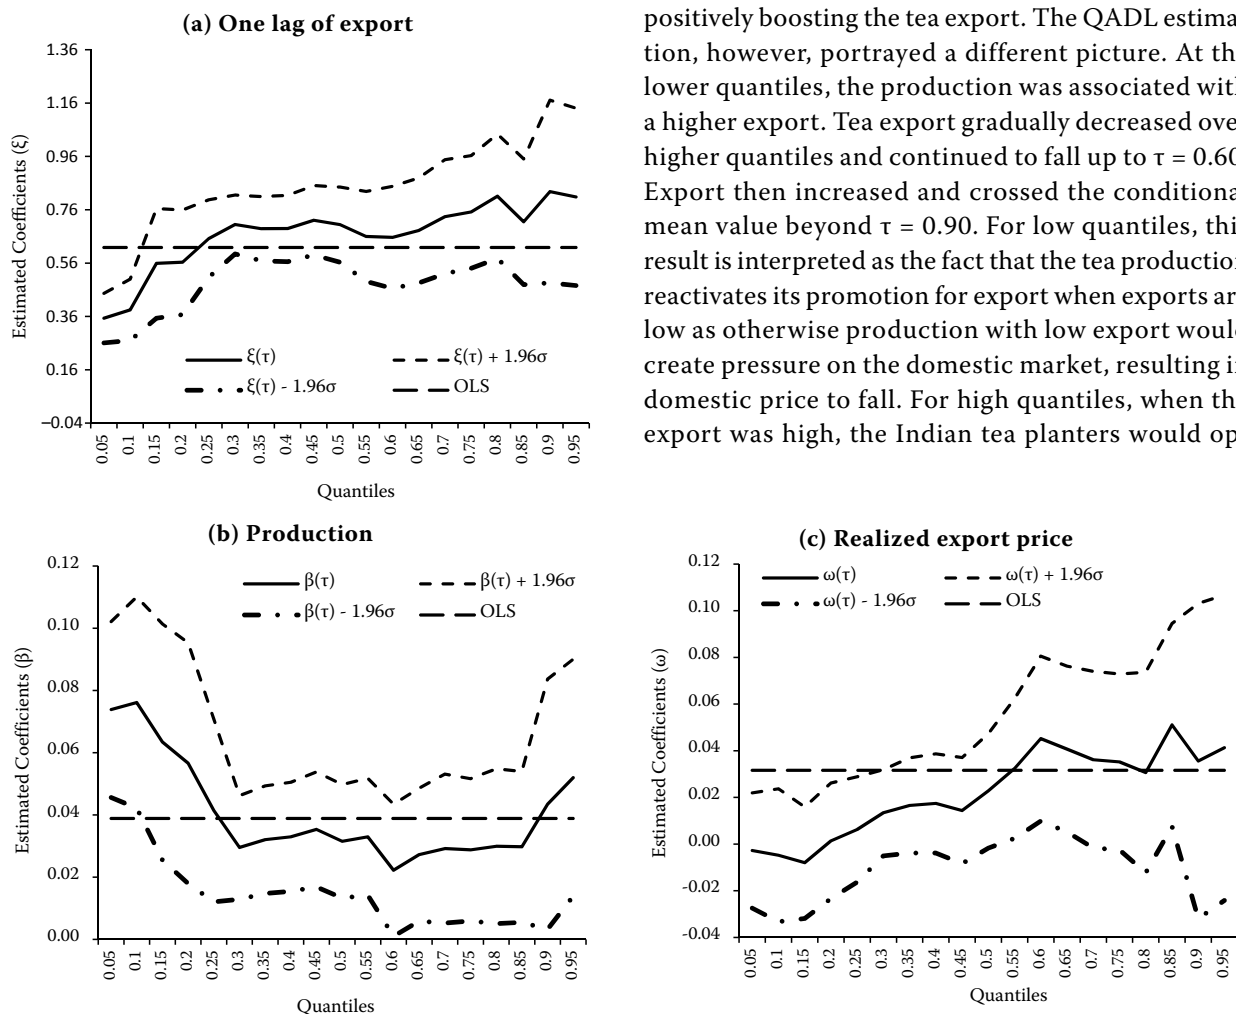 (a) One lag of export
1.36
1.16
0.96
0.76
0.56
0.36
0.16
−0.04
Estimated Coefficients (ξ)
ξ(τ)
ξ(τ) + 1.96σ
ξ(τ) - 1.96σ
OLS
0.05 0.1 0.15 0.2 0.25 0.3 0.35 0.4 0.45 0.5 0.55 0.6 0.65 0.7 0.75 0.8 0.85 0.9 0.95
Quantiles
positively boosting the tea export. The QADL estima
tion, however, portrayed a different picture. At th
lower quantiles, the production was associated wit
a higher export. Tea export gradually decreased ove
higher quantiles and continued to fall up to τ = 0.60
Export then increased and crossed the conditiona
mean value beyond τ = 0.90. For low quantiles, thi
result is interpreted as the fact that the tea production
reactivates its promotion for export when exports ar
low as otherwise production with low export would
create pressure on the domestic market, resulting in
domestic price to fall. For high quantiles, when th
export was high, the Indian tea planters would op
(b) Production
0.12
0.10
0.08
0.06
0.04
0.02
0.00
Estimated Coefficients (β)
β(τ)
β(τ) + 1.96σ
β(τ) - 1.96σ
OLS
0.05 0.1 0.15 0.2 0.25 0.3 0.35 0.4 0.45 0.5 0.55 0.6 0.65 0.7 0.75 0.8 0.85 0.9 0.95
Quantiles
(c) Realized export price
0.12
0.10
0.08
0.06
0.04
0.02
0.00
-0.02
-0.04
Estimated Coefficients (ω)
ω(τ)
ω(τ) + 1.96σ
ω(τ) - 1.96σ
OLS
0.05 0.1 0.15 0.2 0.25 0.3 0.35 0.4 0.45 0.5 0.55 0.6 0.65 0.7 0.75 0.8 0.85 0.9 0.95
Quantiles